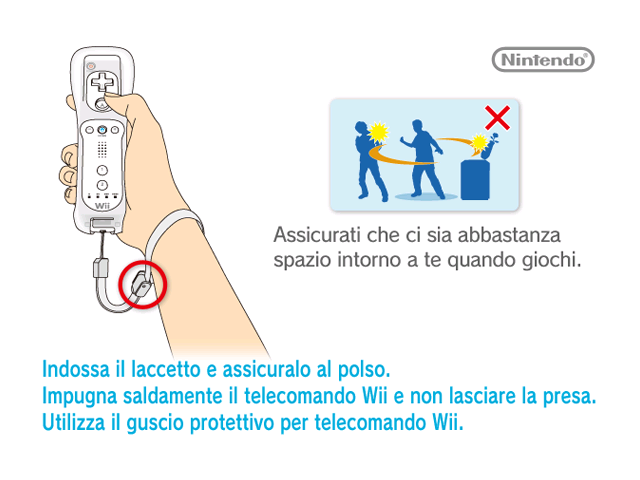 Nintendo®
Wii
Assicurati che ci sia abbastanza
spazio intorno a te quando giochi.
Indossa il laccetto e assicuralo al polso.
Impugna saldamente il telecomando Wii e non lasciare la presa.
Utilizza il guscio protettivo per telecomando Wii.